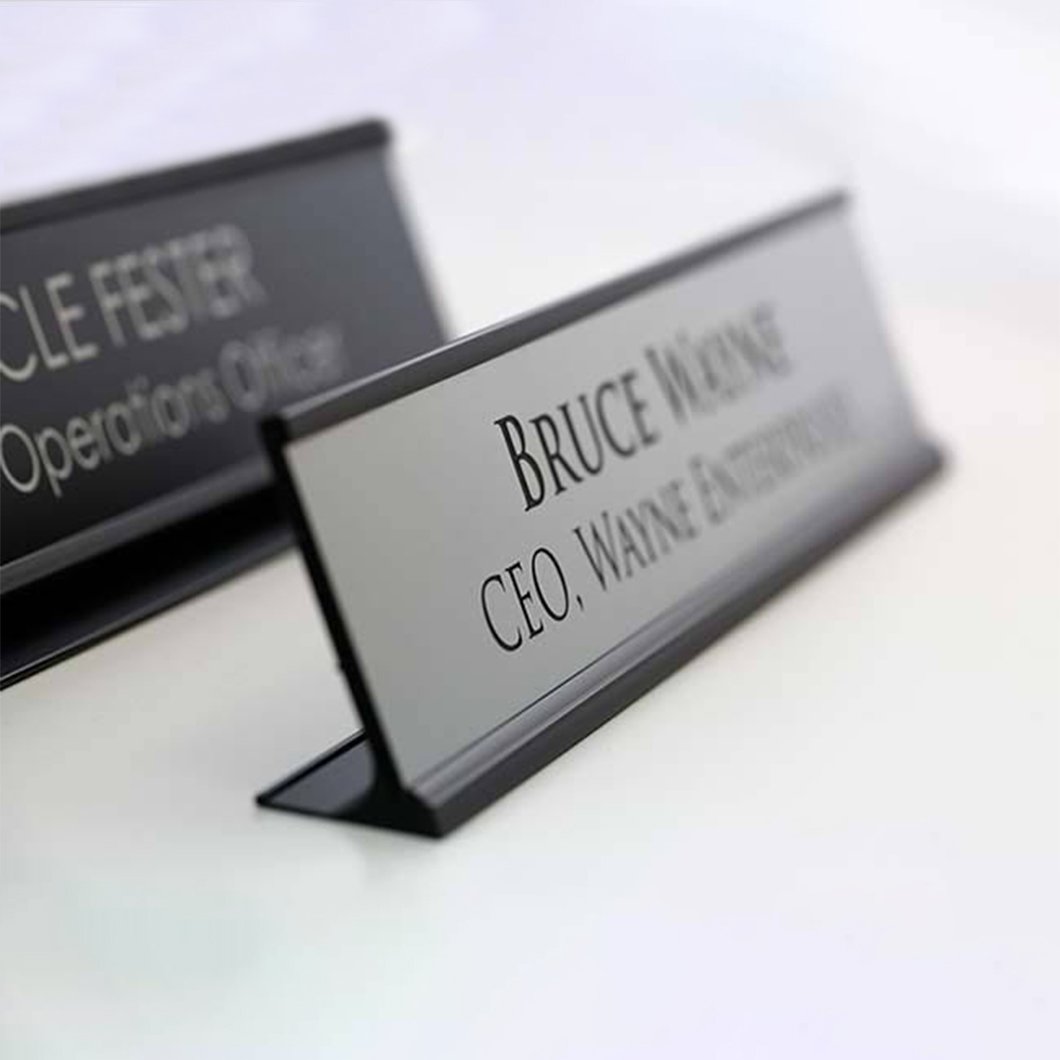 CLE FESTER
Operations Officer
BRUCE WAYNE
CEO, WAYNE ENTERPRISES